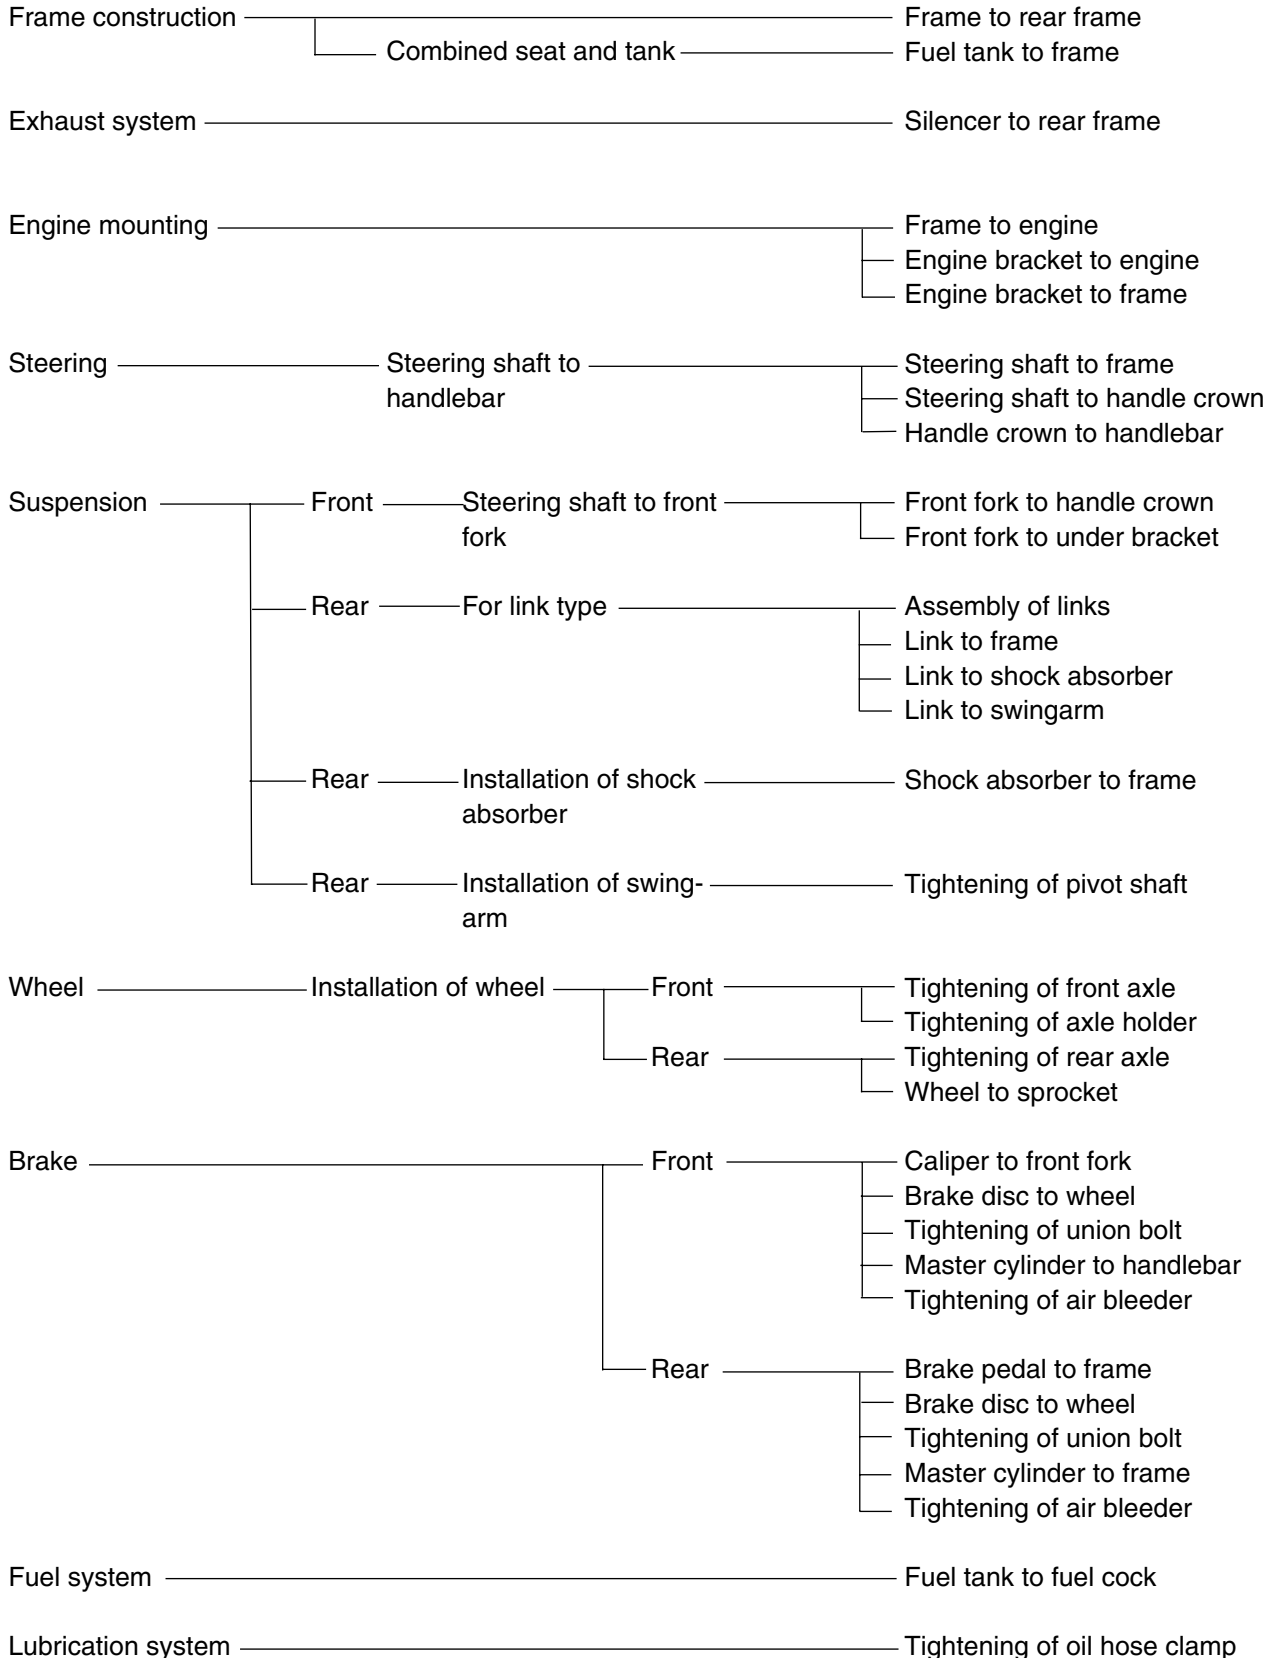 Frame construction Frame to rear frame
Combined seat and tank Fuel tank to frame
Exhaust system Silencer to rear frame
Engine mounting Frame to engine
Engine bracket to engine
Engine bracket to frame
Steering Steering shaft to Steering shaft to frame
handlebar Steering shaft to handle crown
Handle crown to handlebar
Suspension Front Steering shaft to front Front fork to handle crown
fork Front fork to under bracket
Rear For link type Assembly of links
Link to frame
Link to shock absorber
Link to swingarm
Rear Installation of shock Shock absorber to frame
absorber
Rear Installation of swing- Tightening of pivot shaft
arm
Wheel Installation of wheel Front Tightening of front axle
Tightening of axle holder
Rear Tightening of rear axle
Wheel to sprocket
Brake Front Caliper to front fork
Brake disc to wheel
Tightening of union bolt
Master cylinder to handlebar
Tightening of air bleeder
Rear Brake pedal to frame
Brake disc to wheel
Tightening of union bolt
Master cylinder to frame
Tightening of air bleeder
Fuel system Fuel tank to fuel cock
Lubrication system Tightening of oil hose clamp